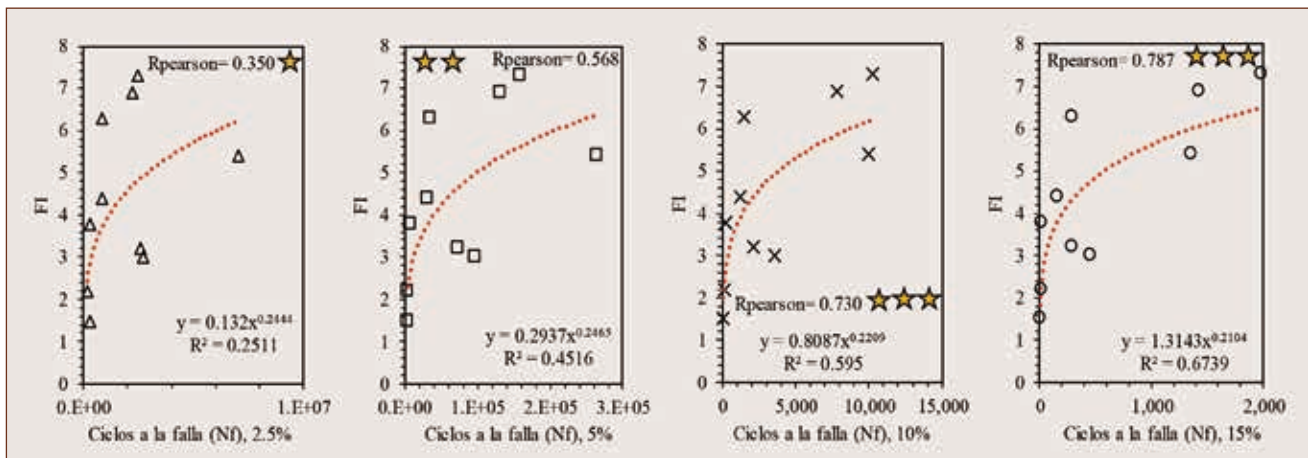 8
7
6
5
4
3
2
1
0
FI
Rpearson= 0.350
y = 0.132x^0.2444
R² = 0.2511
0.E+00
1.E+07
Ciclos a la falla (Nf), 2.5%
8
7
6
5
4
3
2
1
0
FI
Rpearson= 0.568
y = 0.2937x^0.2465
R² = 0.4516
0.E+00
1.E+05
2.E+05
3.E+05
Ciclos a la falla (Nf), 5%
8
7
6
5
4
3
2
1
0
FI
Rpearson= 0.730
y = 0.8087x^0.2209
R² = 0.595
0
5,000
10,000
15,000
Ciclos a la falla (Nf), 10%
8
7
6
5
4
3
2
1
0
FI
Rpearson= 0.787
y = 1.3143x^0.2104
R² = 0.6739
0
1,000
2,000
Ciclos a la falla (Nf), 15%